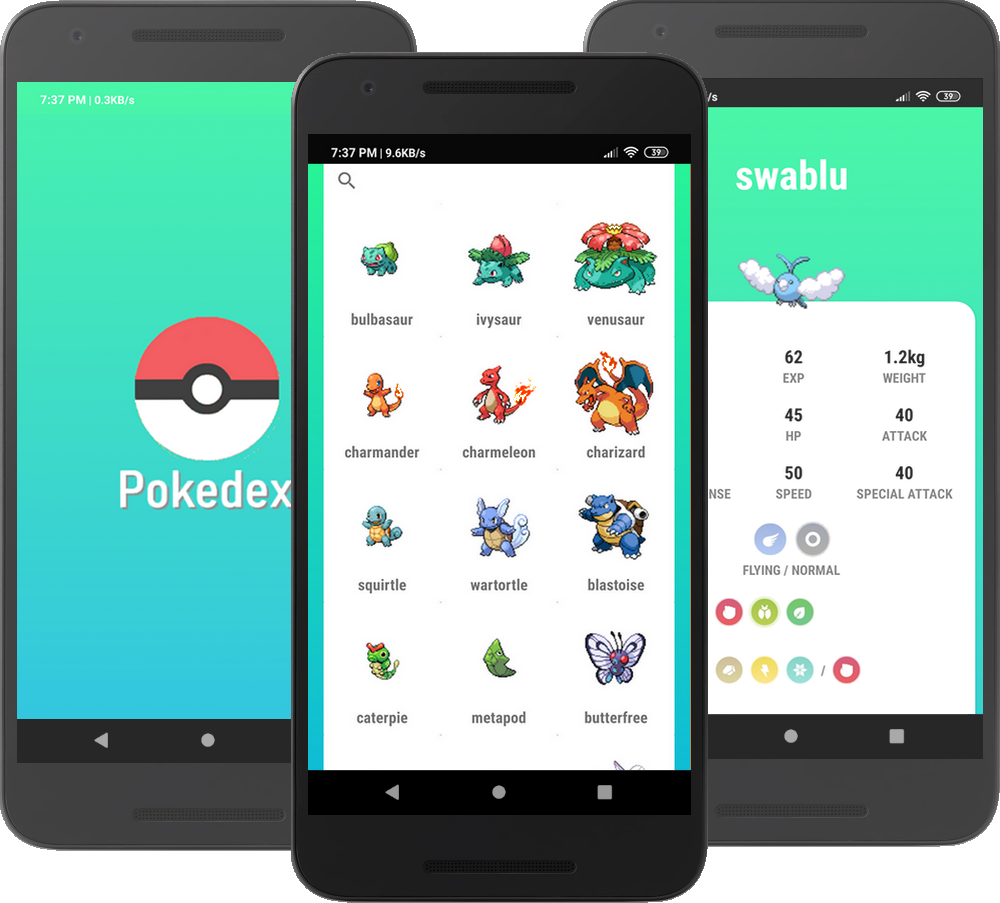 7:37 PM | 0.3KB/s
Pokedex
7:37 PM | 9.6KB/s
39
bulbasaur ivysaur venusaur
charmander charmeleon charizard
squirtle wartortle blastoise
caterpie metapod butterfree
/s
39
swablu
62 1.2kg
EXP WEIGHT
45 40
HP ATTACK
50 40
NSE SPEED SPECIAL ATTACK
FLYING / NORMAL
/